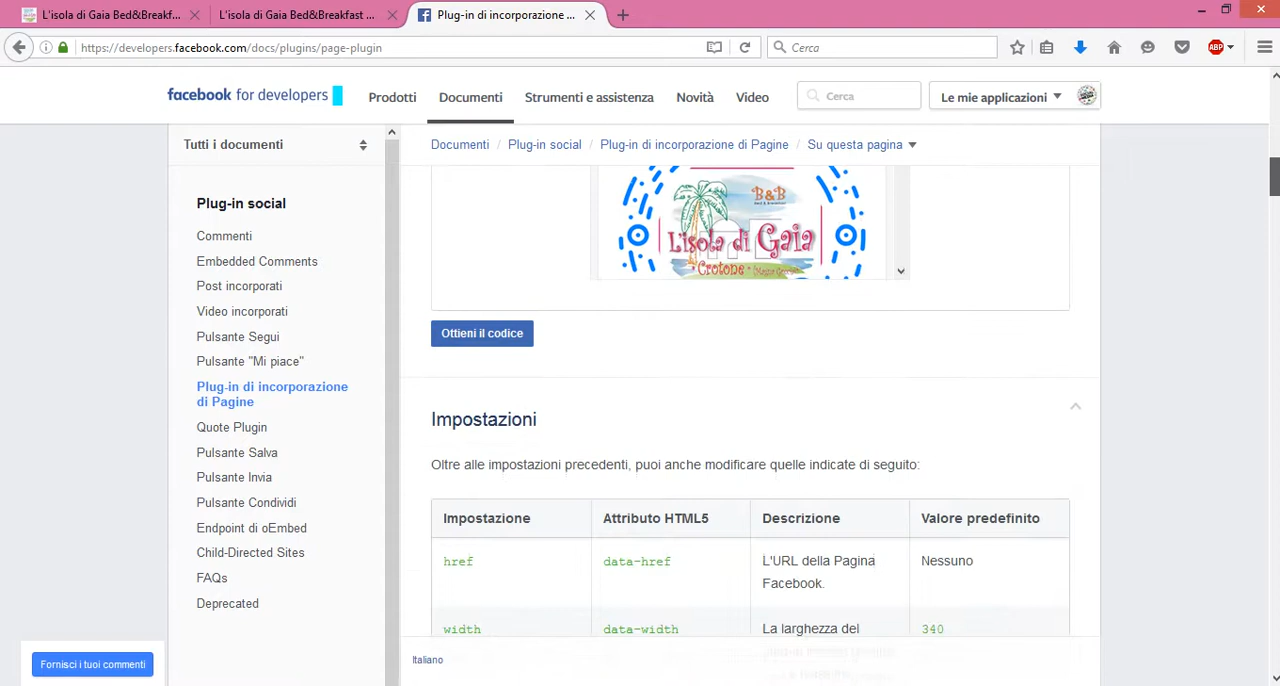 L'isola di Gaia Bed&Breakf...
L'isola di Gaia Bed&Breakfast ...
Plug-in di incorporazione ...
https://developers.facebook.com/docs/plugins/page-plugin
Cerca
ABP
facebook for developers
Prodotti
Documenti
Strumenti e assistenza
Novità
Video
Cerca
Le mie applicazioni
Tutti i documenti
Documenti / Plug-in social / Plug-in di incorporazione di Pagine / Su questa pagina
Plug-in social
Commenti
Embedded Comments
Post incorporati
Video incorporati
Pulsante Segui
Pulsante "Mi piace"
Plug-in di incorporazione
di Pagine
Quote Plugin
Pulsante Salva
Pulsante Invia
Pulsante Condividi
Endpoint di oEmbed
Child-Directed Sites
FAQs
Deprecated
Fornisci i tuoi commenti
B&B
L'isola di Gaia
Crotone
Ottieni il codice
Impostazioni
Oltre alle impostazioni precedenti, puoi anche modificare quelle indicate di seguito:
Impostazione
Attributo HTML5
Descrizione
Valore predefinito
href
data-href
L'URL della Pagina
Facebook.
Nessuno
width
data-width
La larghezza del
340
Italiano